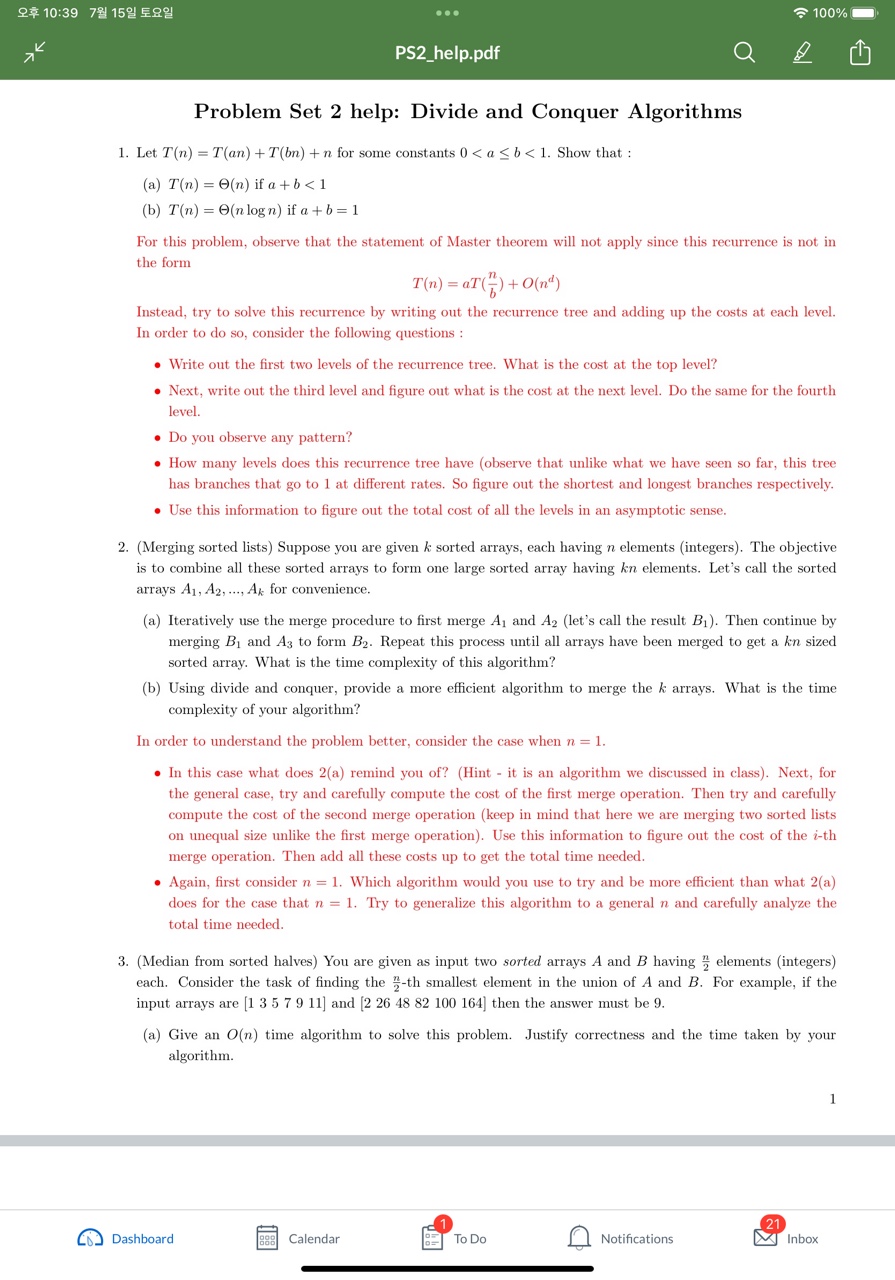 오후 10:39 7월 15일 토요일
100%
PS2_help.pdf
Problem Set 2 help: Divide and Conquer Algorithms
1. Let T(n) = T(an) + T(bn) + n for some constants 0 < a ≤ b < 1. Show that :
(a) T(n) = Θ(n) if a + b < 1
(b) T(n) = Θ(n log n) if a + b = 1
For this problem, observe that the statement of Master theorem will not apply since this recurrence is not in
the form
T(n) = aT(n/b) + O(n^d)
Instead, try to solve this recurrence by writing out the recurrence tree and adding up the costs at each level.
In order to do so, consider the following questions :
• Write out the first two levels of the recurrence tree. What is the cost at the top level?
• Next, write out the third level and figure out what is the cost at the next level. Do the same for the fourth
level.
• Do you observe any pattern?
• How many levels does this recurrence tree have (observe that unlike what we have seen so far, this tree
has branches that go to 1 at different rates. So figure out the shortest and longest branches respectively.
• Use this information to figure out the total cost of all the levels in an asymptotic sense.
2. (Merging sorted lists) Suppose you are given k sorted arrays, each having n elements (integers). The objective
is to combine all these sorted arrays to form one large sorted array having kn elements. Let's call the sorted
arrays A₁, A₂, ..., Aₖ for convenience.
(a) Iteratively use the merge procedure to first merge A₁ and A₂ (let's call the result B₁). Then continue by
merging B₁ and A₃ to form B₂. Repeat this process until all arrays have been merged to get a kn sized
sorted array. What is the time complexity of this algorithm?
(b) Using divide and conquer, provide a more efficient algorithm to merge the k arrays. What is the time
complexity of your algorithm?
In order to understand the problem better, consider the case when n = 1.
• In this case what does 2(a) remind you of? (Hint - it is an algorithm we discussed in class). Next, for
the general case, try and carefully compute the cost of the first merge operation. Then try and carefully
compute the cost of the second merge operation (keep in mind that here we are merging two sorted lists
on unequal size unlike the first merge operation). Use this information to figure out the cost of the i-th
merge operation. Then add all these costs up to get the total time needed.
• Again, first consider n = 1. Which algorithm would you use to try and be more efficient than what 2(a)
does for the case that n = 1. Try to generalize this algorithm to a general n and carefully analyze the
total time needed.
3. (Median from sorted halves) You are given as input two sorted arrays A and B having n/2 elements (integers)
each. Consider the task of finding the n/2-th smallest element in the union of A and B. For example, if the
input arrays are [1 3 5 7 9 11] and [2 26 48 82 100 164] then the answer must be 9.
(a) Give an O(n) time algorithm to solve this problem. Justify correctness and the time taken by your
algorithm.
1
Dashboard
Calendar
1
To Do
Notifications
21
Inbox